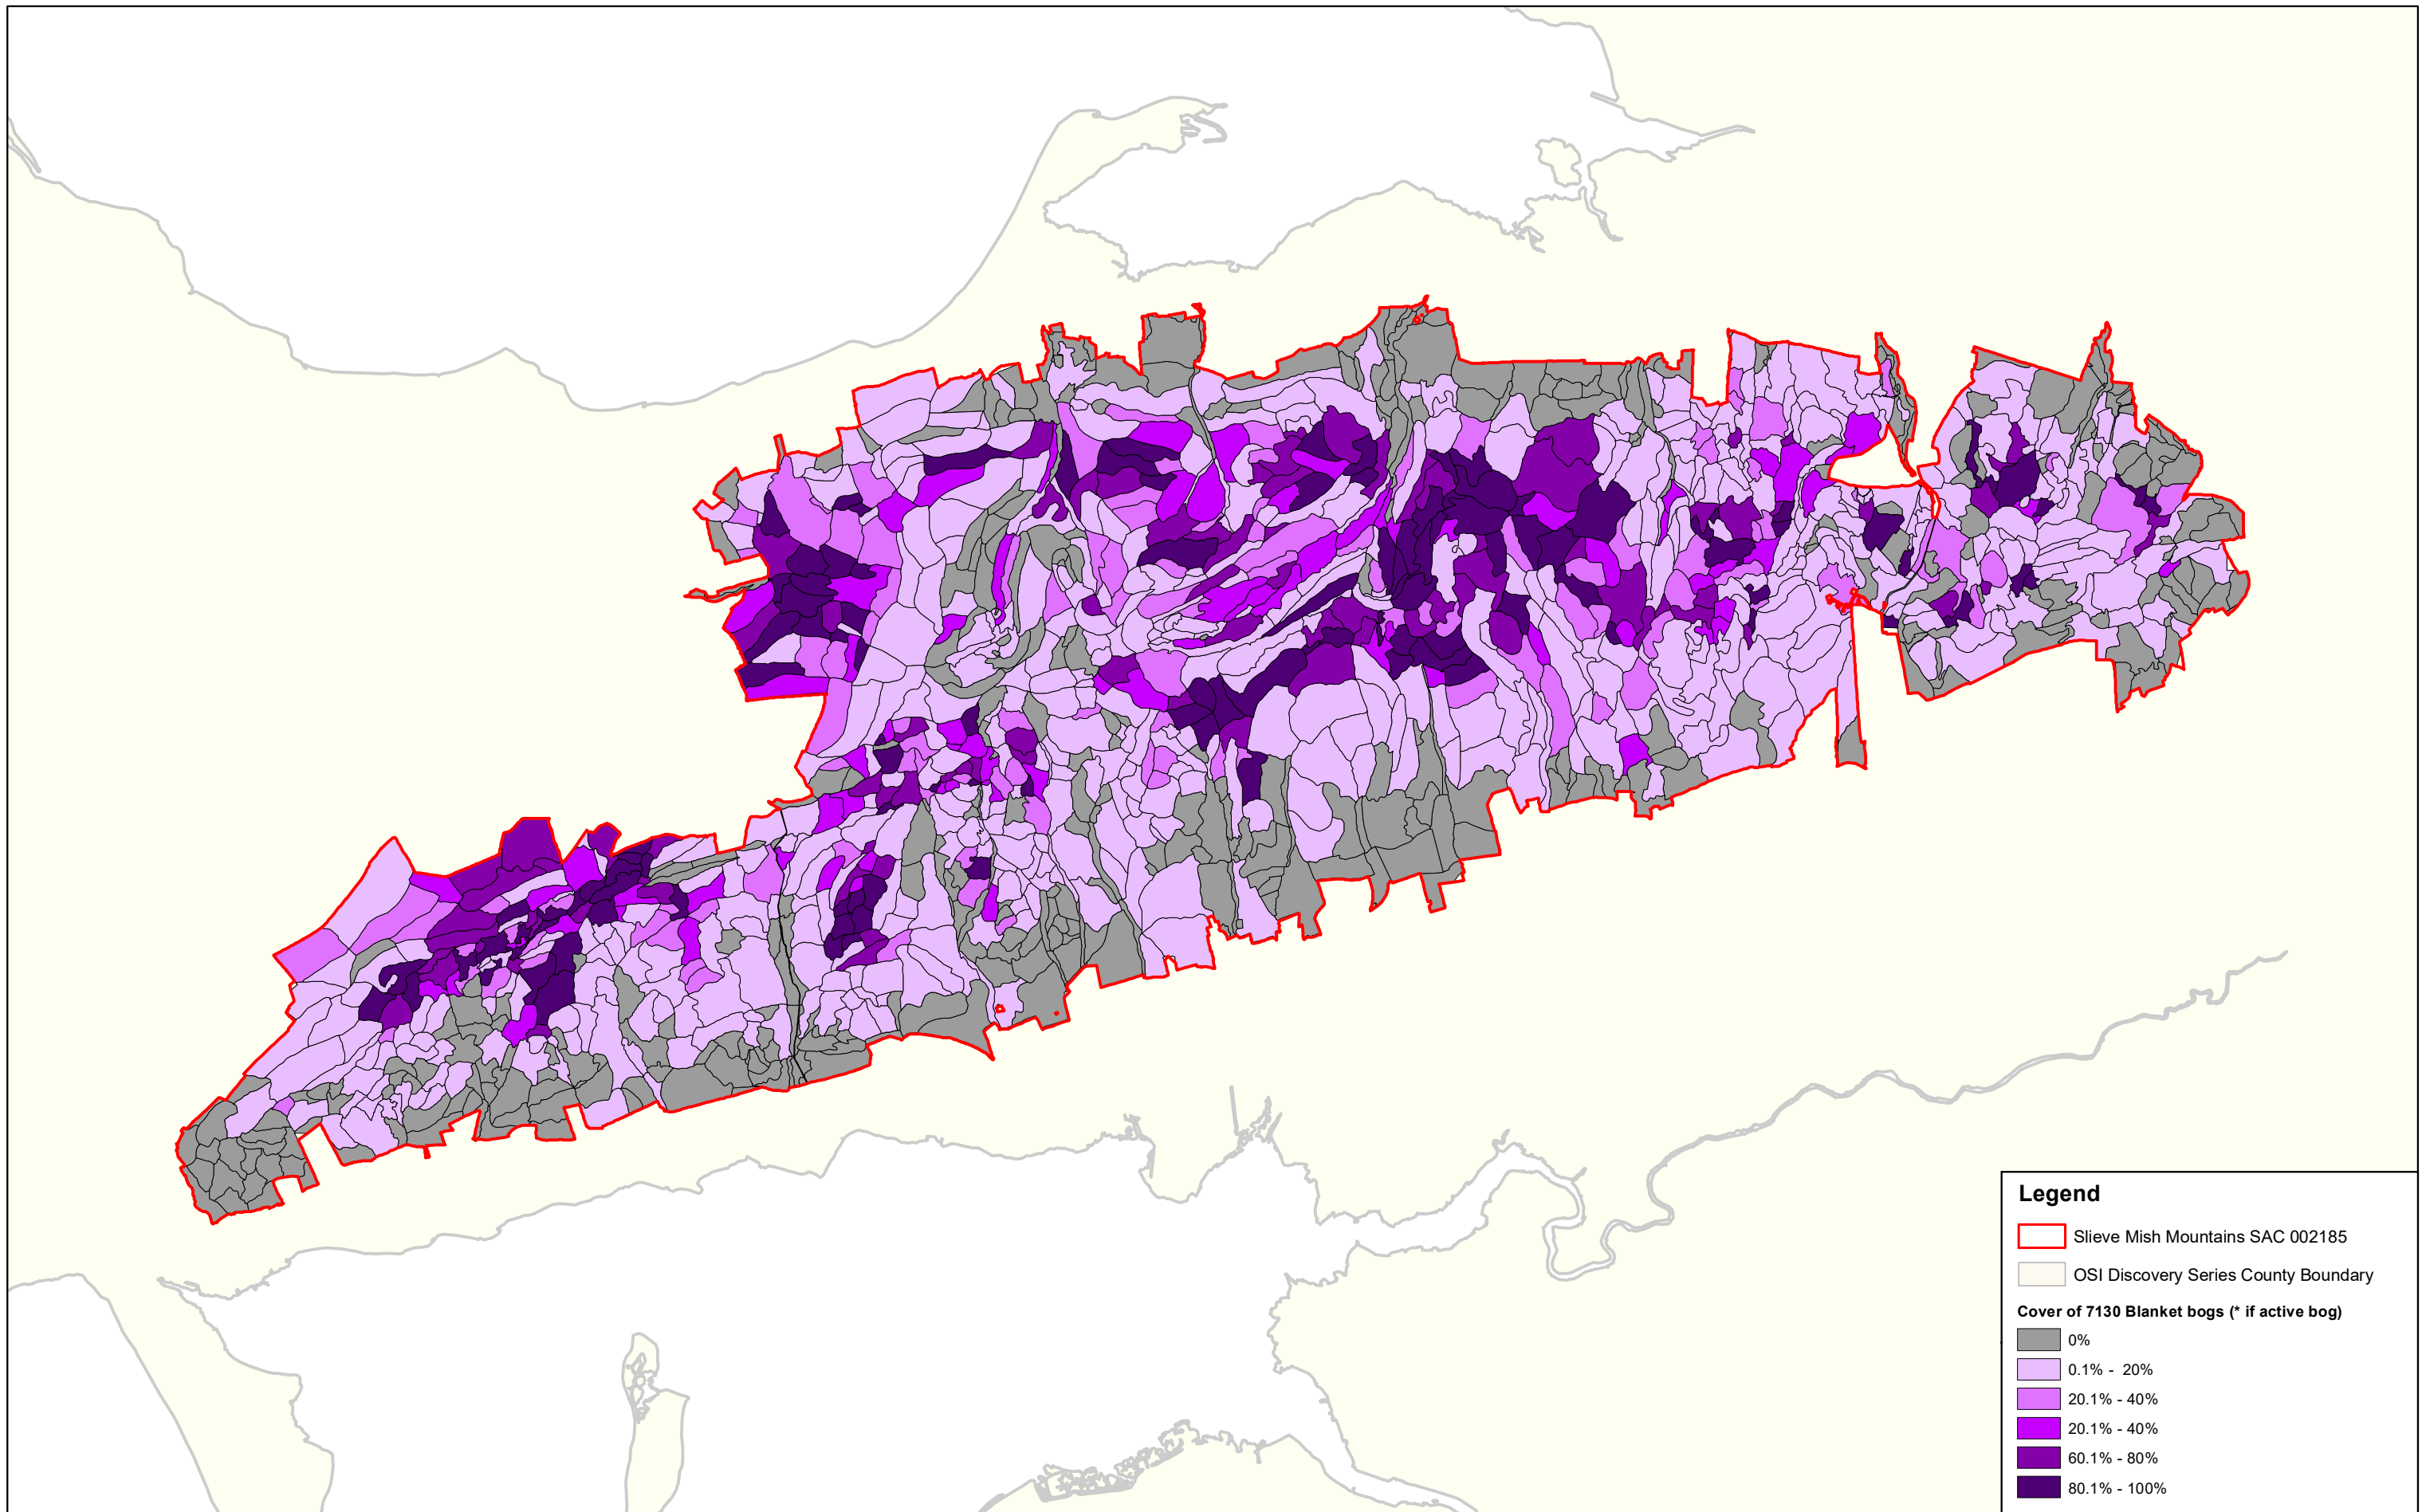 Legend
Slieve Mish Mountains SAC 002185
OSI Discovery Series County Boundary
Cover of 7130 Blanket bogs (* if active bog)
0%
0.1% - 20%
20.1% - 40%
20.1% - 40%
60.1% - 80%
80.1% - 100%